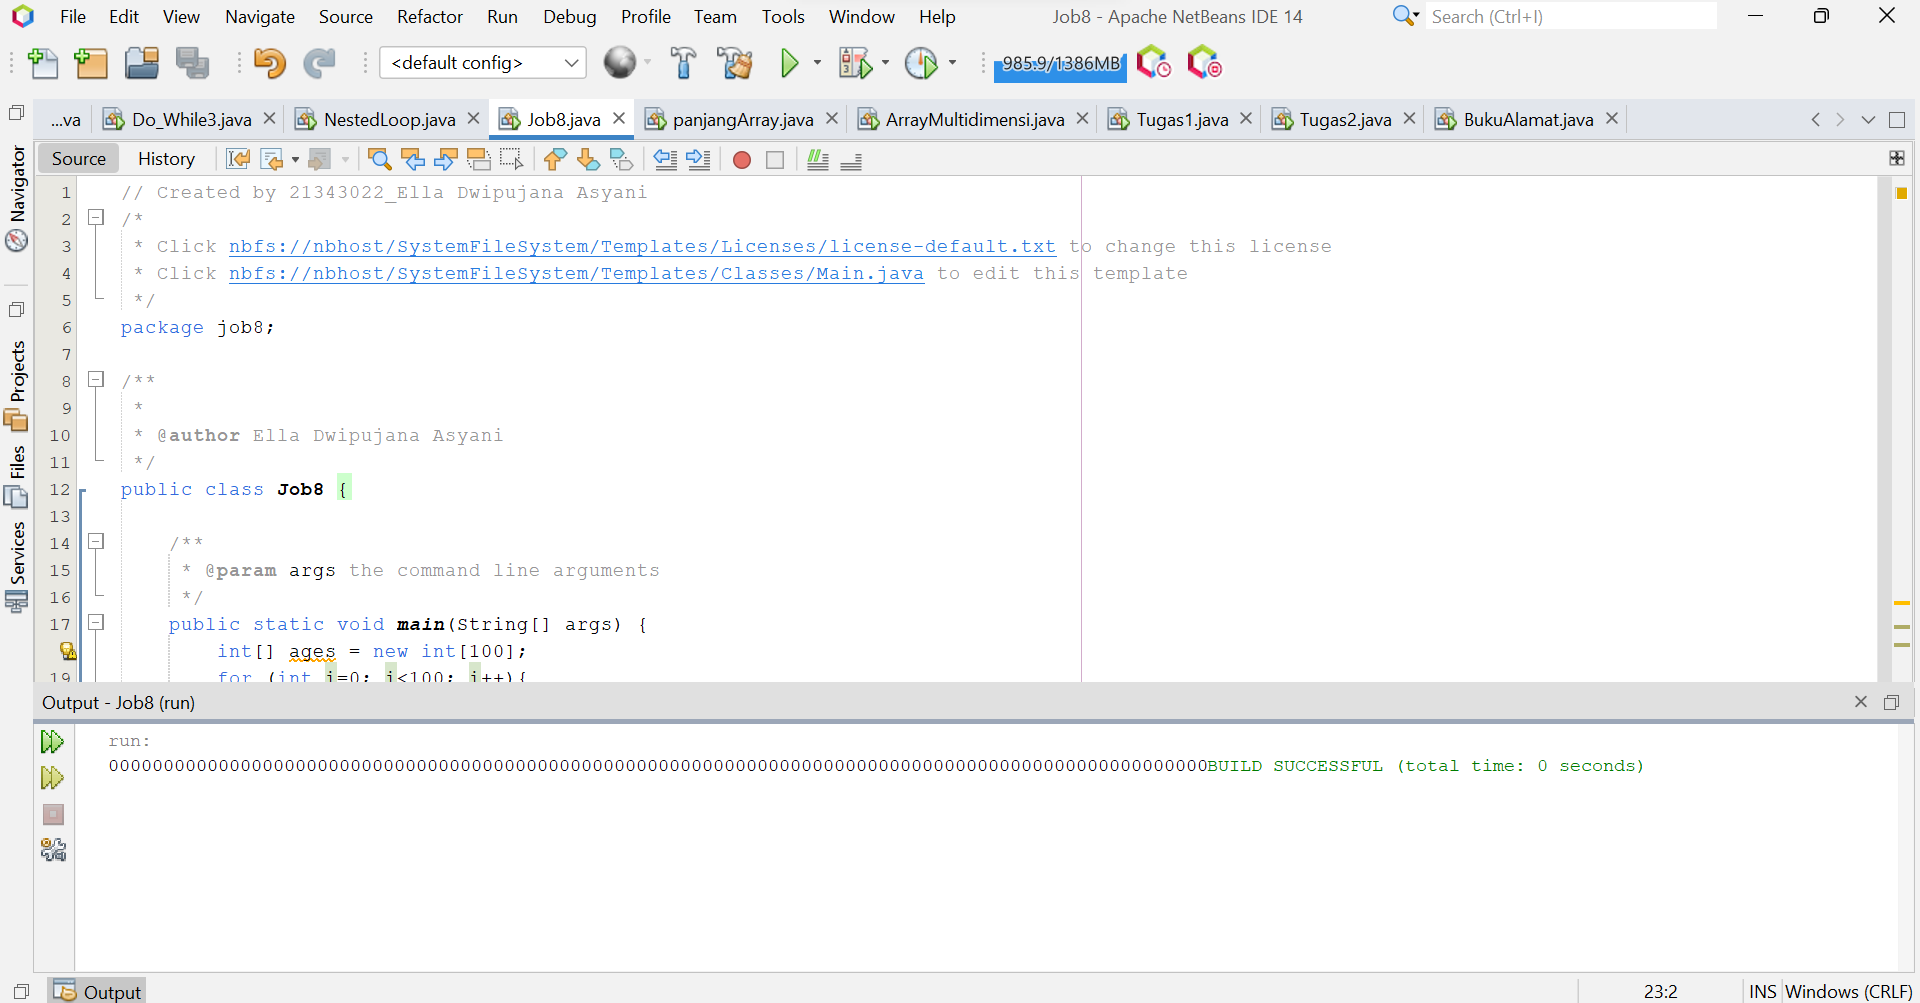 File Edit View Navigate Source Refactor Run Debug Profile Team Tools Window Help Job8 - Apache NetBeans IDE 14 Search (Ctrl+I)
<default config> 985.9/1386MB
...va Do_While3.java NestedLoop.java Job8.java panjangArray.java ArrayMultidimensi.java Tugas1.java Tugas2.java BukuAlamat.java
Source History
Navigator
Projects
Files
Services
1 // Created by 21343022_Ella Dwipujana Asyani
2 /*
3 * Click nbfs://nbhost/SystemFileSystem/Templates/Licenses/license-default.txt to change this license
4 * Click nbfs://nbhost/SystemFileSystem/Templates/Classes/Main.java to edit this template
5 */
6 package job8;
7
8 /**
9 *
10 * @author Ella Dwipujana Asyani
11 */
12 public class Job8 {
13
14 /**
15 * @param args the command line arguments
16 */
17 public static void main(String[] args) {
int[] ages = new int[100];
19 for (int i=0; i<100; i++){
Output - Job8 (run)
run:
0000000000000000000000000000000000000000000000000000000000000000000000000000000000000000000000000000BUILD SUCCESSFUL (total time: 0 seconds)
Output 23:2 INS Windows (CRLF)